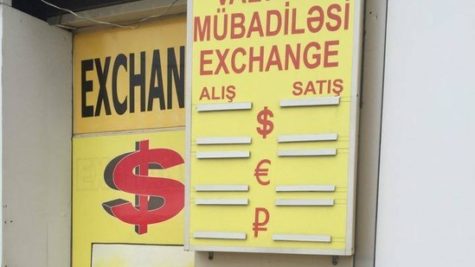 MÜBADİLƏSİ
EXCHANGE
ALIŞ SATIŞ
$
€
₽
EXCHAN
$